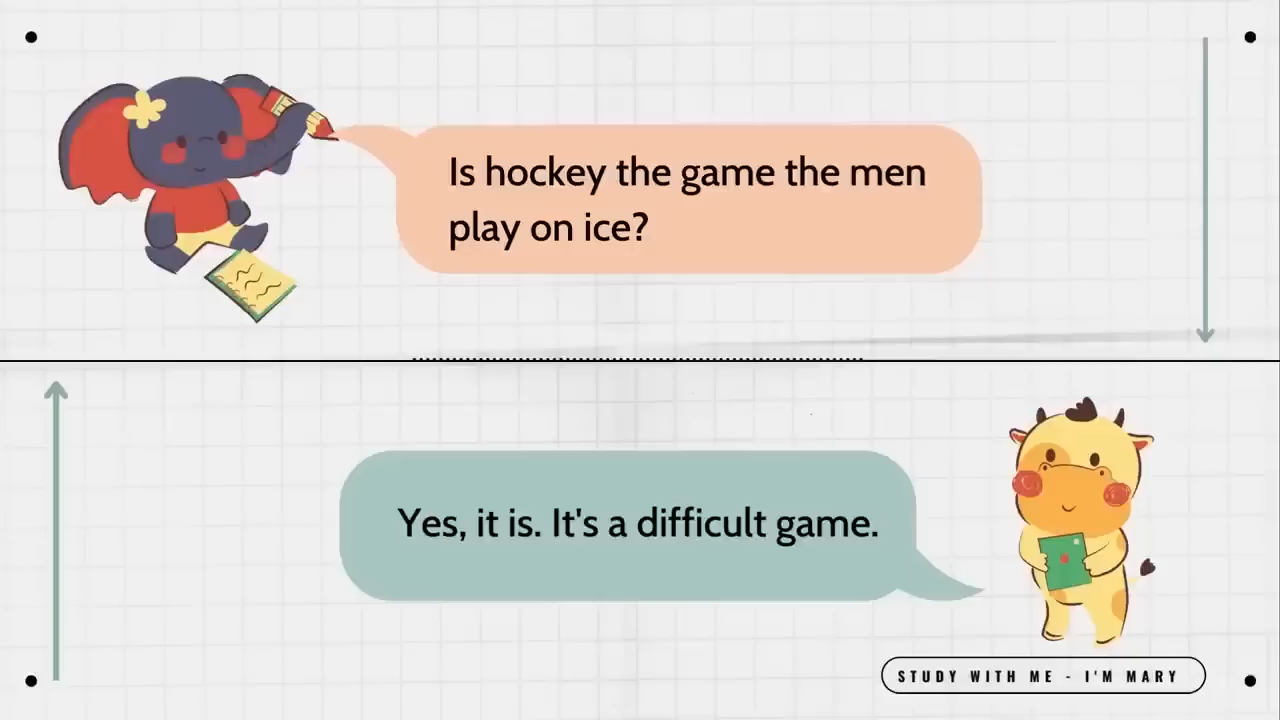 Is hockey the game the men
play on ice?
Yes, it is. It's a difficult game.
STUDY WITH ME - I'M MARY